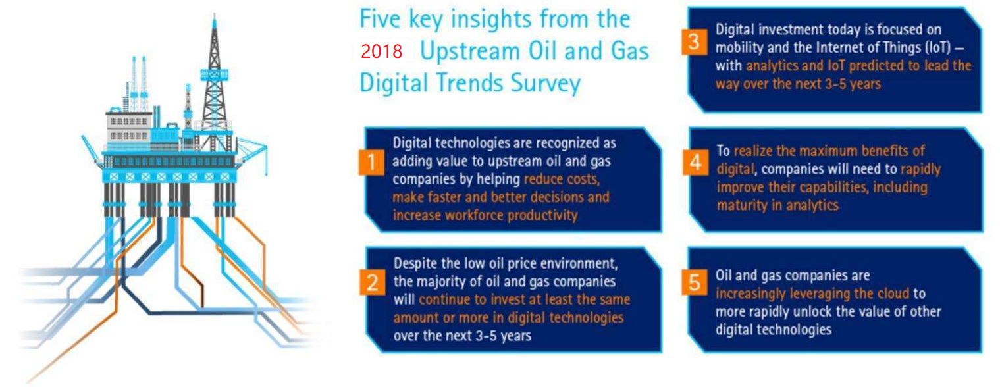 Five key insights from the
2018 Upstream Oil and Gas
Digital Trends Survey
1
Digital technologies are recognized as
adding value to upstream oil and gas
companies by helping reduce costs,
make faster and better decisions and
increase workforce productivity
2
Despite the low oil price environment,
the majority of oil and gas companies
will continue to invest at least the same
amount or more in digital technologies
over the next 3-5 years
3
Digital investment today is focused on
mobility and the Internet of Things (IoT) –
with analytics and IoT predicted to lead the
way over the next 3-5 years
4
To realize the maximum benefits of
digital, companies will need to rapidly
improve their capabilities, including
maturity in analytics
5
Oil and gas companies are
increasingly leveraging the cloud to
more rapidly unlock the value of other
digital technologies